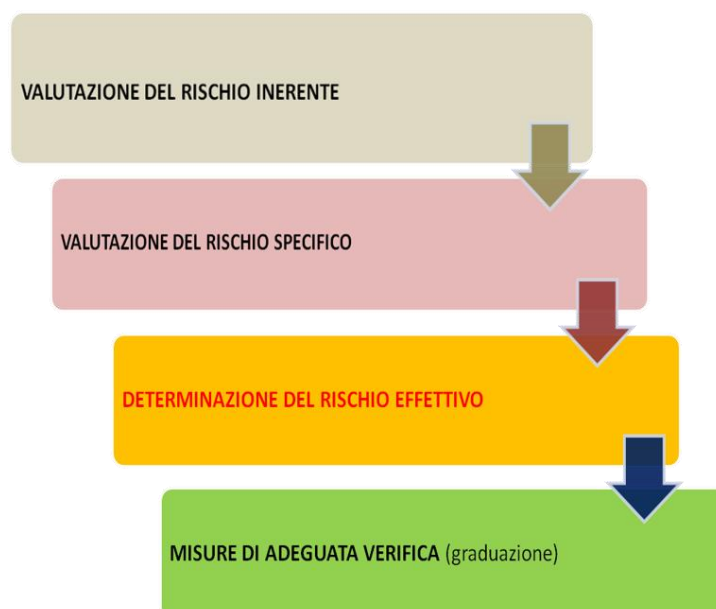 VALUTAZIONE DEL RISCHIO INERENTE
VALUTAZIONE DEL RISCHIO SPECIFICO
DETERMINAZIONE DEL RISCHIO EFFETTIVO
MISURE DI ADEGUATA VERIFICA (graduazione)